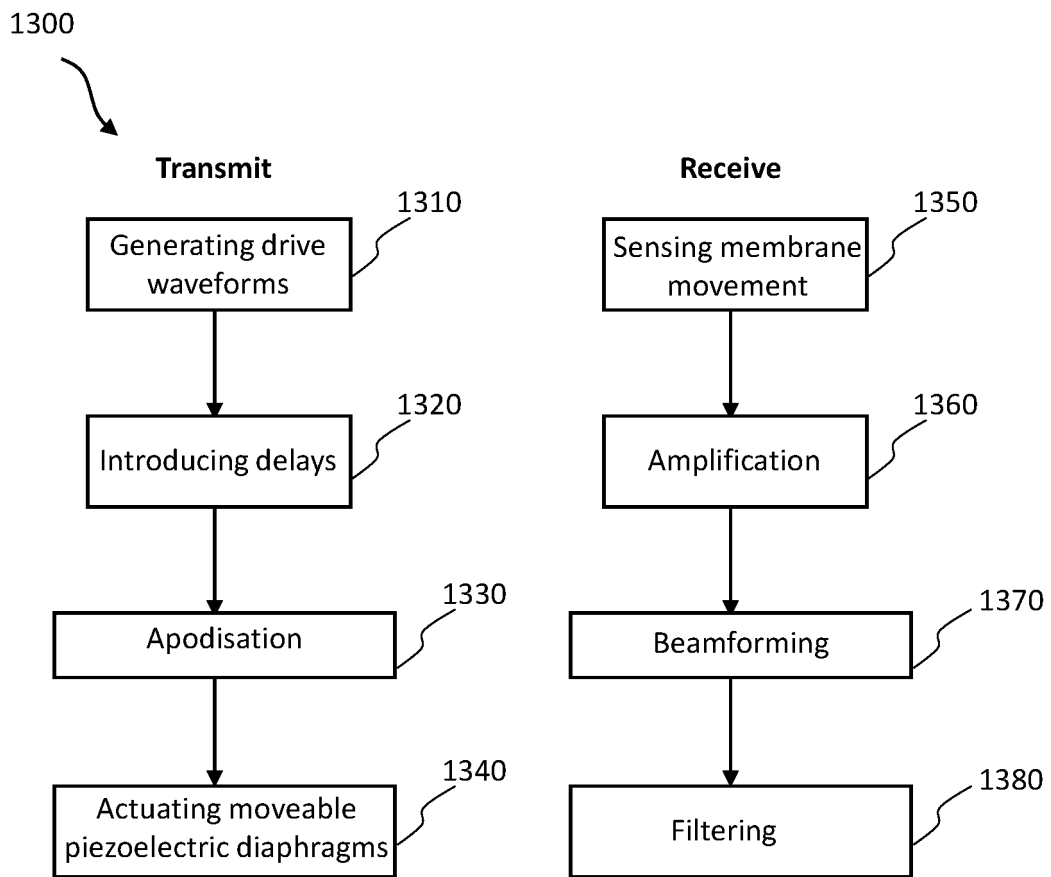 1300
Transmit
1310
Generating drive
waveforms
1320
Introducing delays
1330
Apodisation
1340
Actuating moveable
piezoelectric diaphragms
Receive
1350
Sensing membrane
movement
1360
Amplification
1370
Beamforming
1380
Filtering